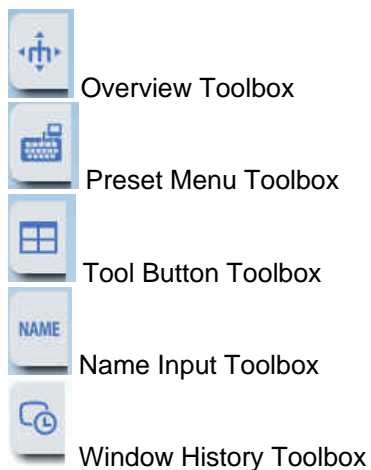 Overview Toolbox
Preset Menu Toolbox
Tool Button Toolbox
NAME
Name Input Toolbox
Window History Toolbox